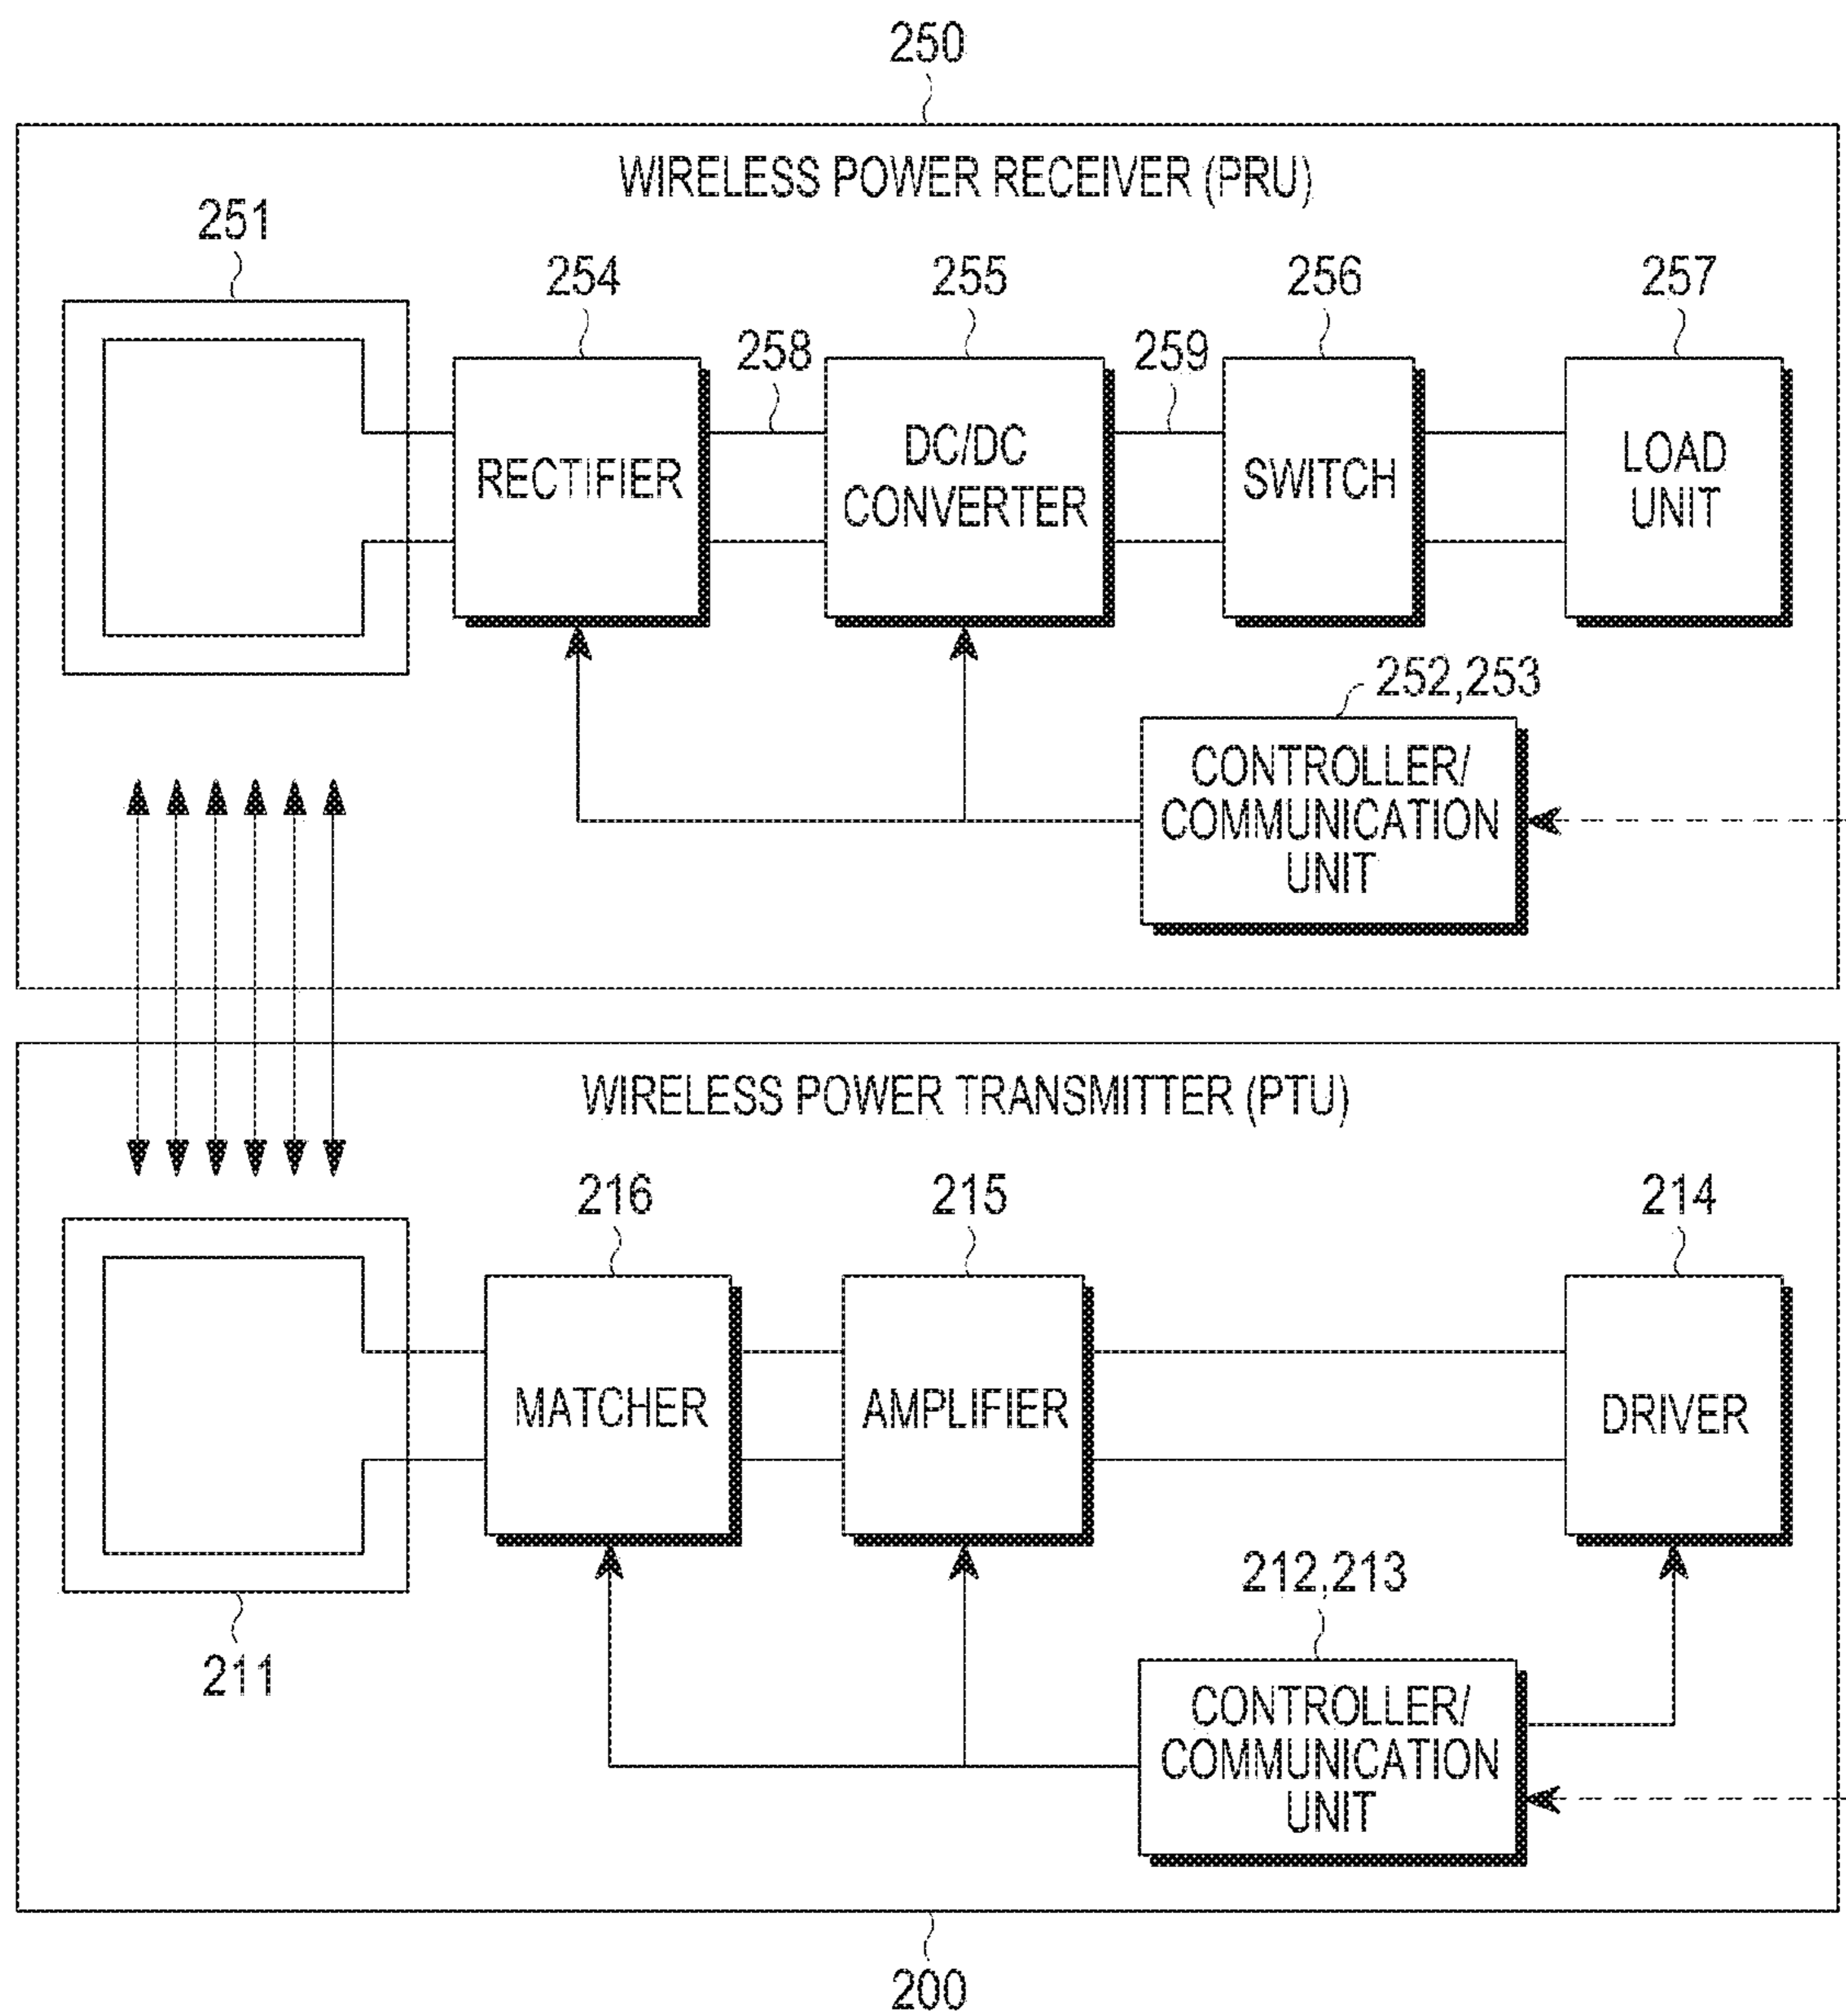 250
WIRELESS POWER RECEIVER (PRU)
251
254
255
256
257
258
259
RECTIFIER
DC/DC
CONVERTER
SWITCH
LOAD
UNIT
252,253
CONTROLLER/
COMMUNICATION
UNIT
WIRELESS POWER TRANSMITTER (PTU)
216
215
214
MATCHER
AMPLIFIER
DRIVER
212,213
211
CONTROLLER/
COMMUNICATION
UNIT
200